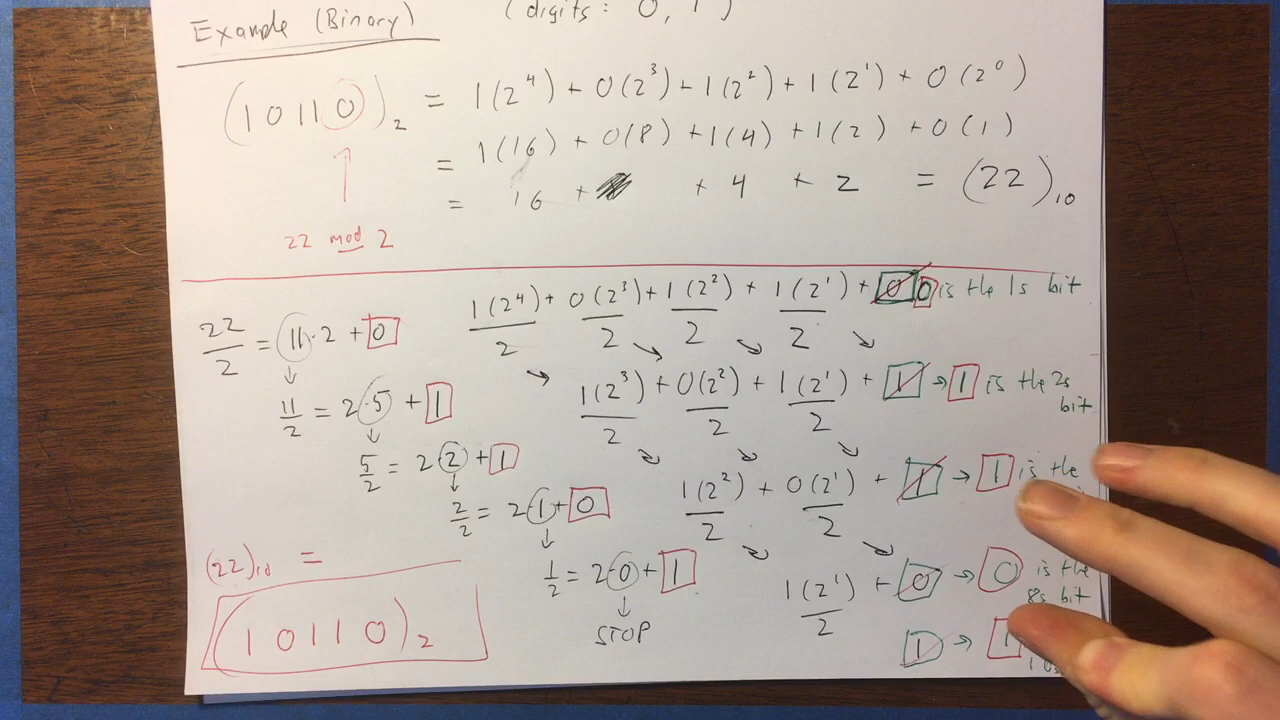 Example (Binary) (digits: 0, 1)
(10110)₂ = 1(2⁴) + 0(2³) + 1(2²) + 1(2¹) + 0(2⁰)
= 1(16) + 0(8) + 1(4) + 1(2) + 0(1)
= 16 + + 4 + 2 = (22)₁₀
22 mod 2
1(2⁴)/2 + 0(2³)/2 + 1(2²)/2 + 1(2¹)/2 + 0 0 is the 1s bit
22/2 = 11·2 + 0
1(2³)/2 + 0(2²)/2 + 1(2¹)/2 + 1 → 1 is the 2s
bit
11/2 = 2·5 + 1
5/2 = 2·2 + 1
1(2²)/2 + 0(2¹)/2 + 1 → 1 is the
2/2 = 2·1 + 0
1/2 = 2·0 + 1
1(2¹)/2 + 0 → 0 is the
8s bit
STOP
1 → 1
(22)₁₀ =
(10110)₂